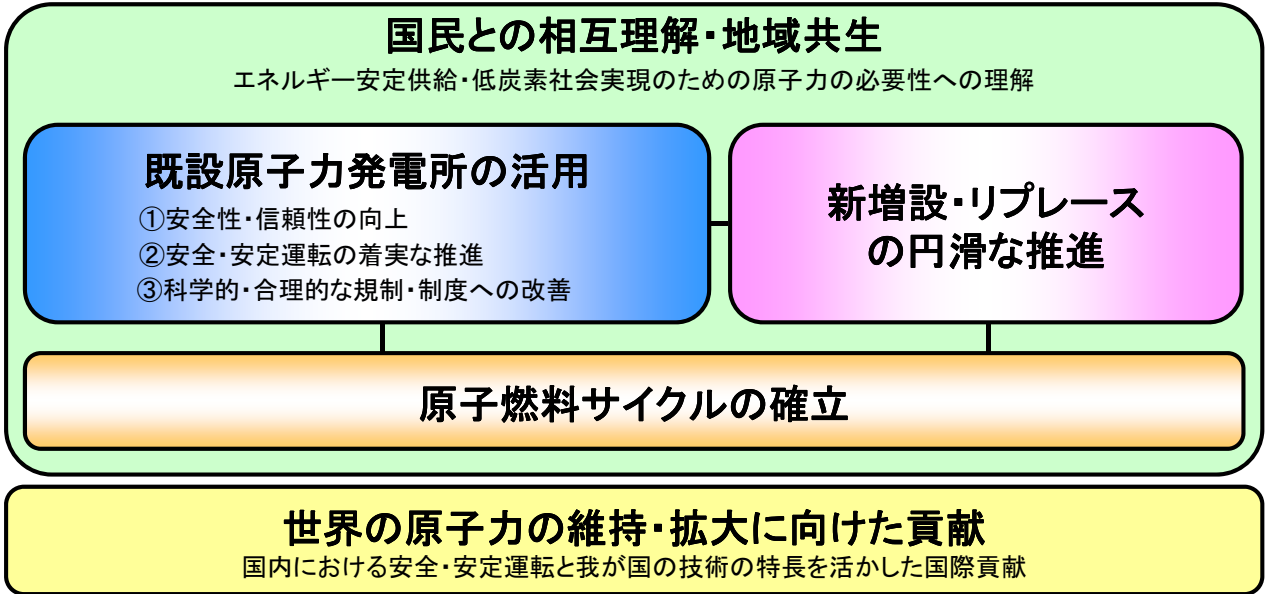 国民との相互理解・地域共生
エネルギー安定供給・低炭素社会実現のための原子力の必要性への理解
既設原子力発電所の活用
①安全性・信頼性の向上
②安全・安定運転の着実な推進
③科学的・合理的な規制・制度への改善
新増設・リプレース
の円滑な推進
原子燃料サイクルの確立
世界の原子力の維持・拡大に向けた貢献
国内における安全・安定運転と我が国の技術の特長を活かした国際貢献